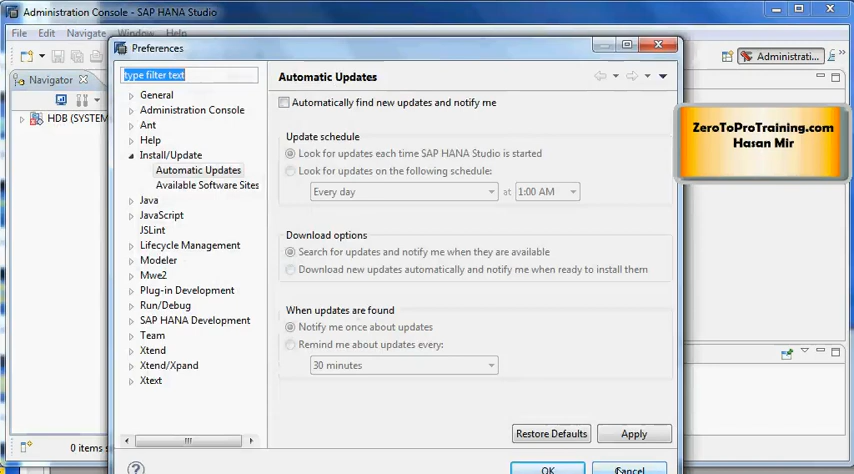 Administration Console - SAP HANA Studio
File Edit Navigate Window Help
Preferences
Administrati...
Navigator
HDB (SYSTEM
type filter text
General
Administration Console
Ant
Help
Install/Update
Automatic Updates
Available Software Sites
Java
JavaScript
JSLint
Lifecycle Management
Modeler
Mwe2
Plug-in Development
Run/Debug
SAP HANA Development
Team
Xtend
Xtend/Xpand
Xtext
Automatic Updates
Automatically find new updates and notify me
Update schedule
Look for updates each time SAP HANA Studio is started
Look for updates on the following schedule:
Every day at 1:00 AM
Download options
Search for updates and notify me when they are available
Download new updates automatically and notify me when ready to install them
When updates are found
Notify me once about updates
Remind me about updates every:
30 minutes
Restore Defaults Apply
OK Cancel
ZeroToProTraining.com
Hasan Mir
0 items s